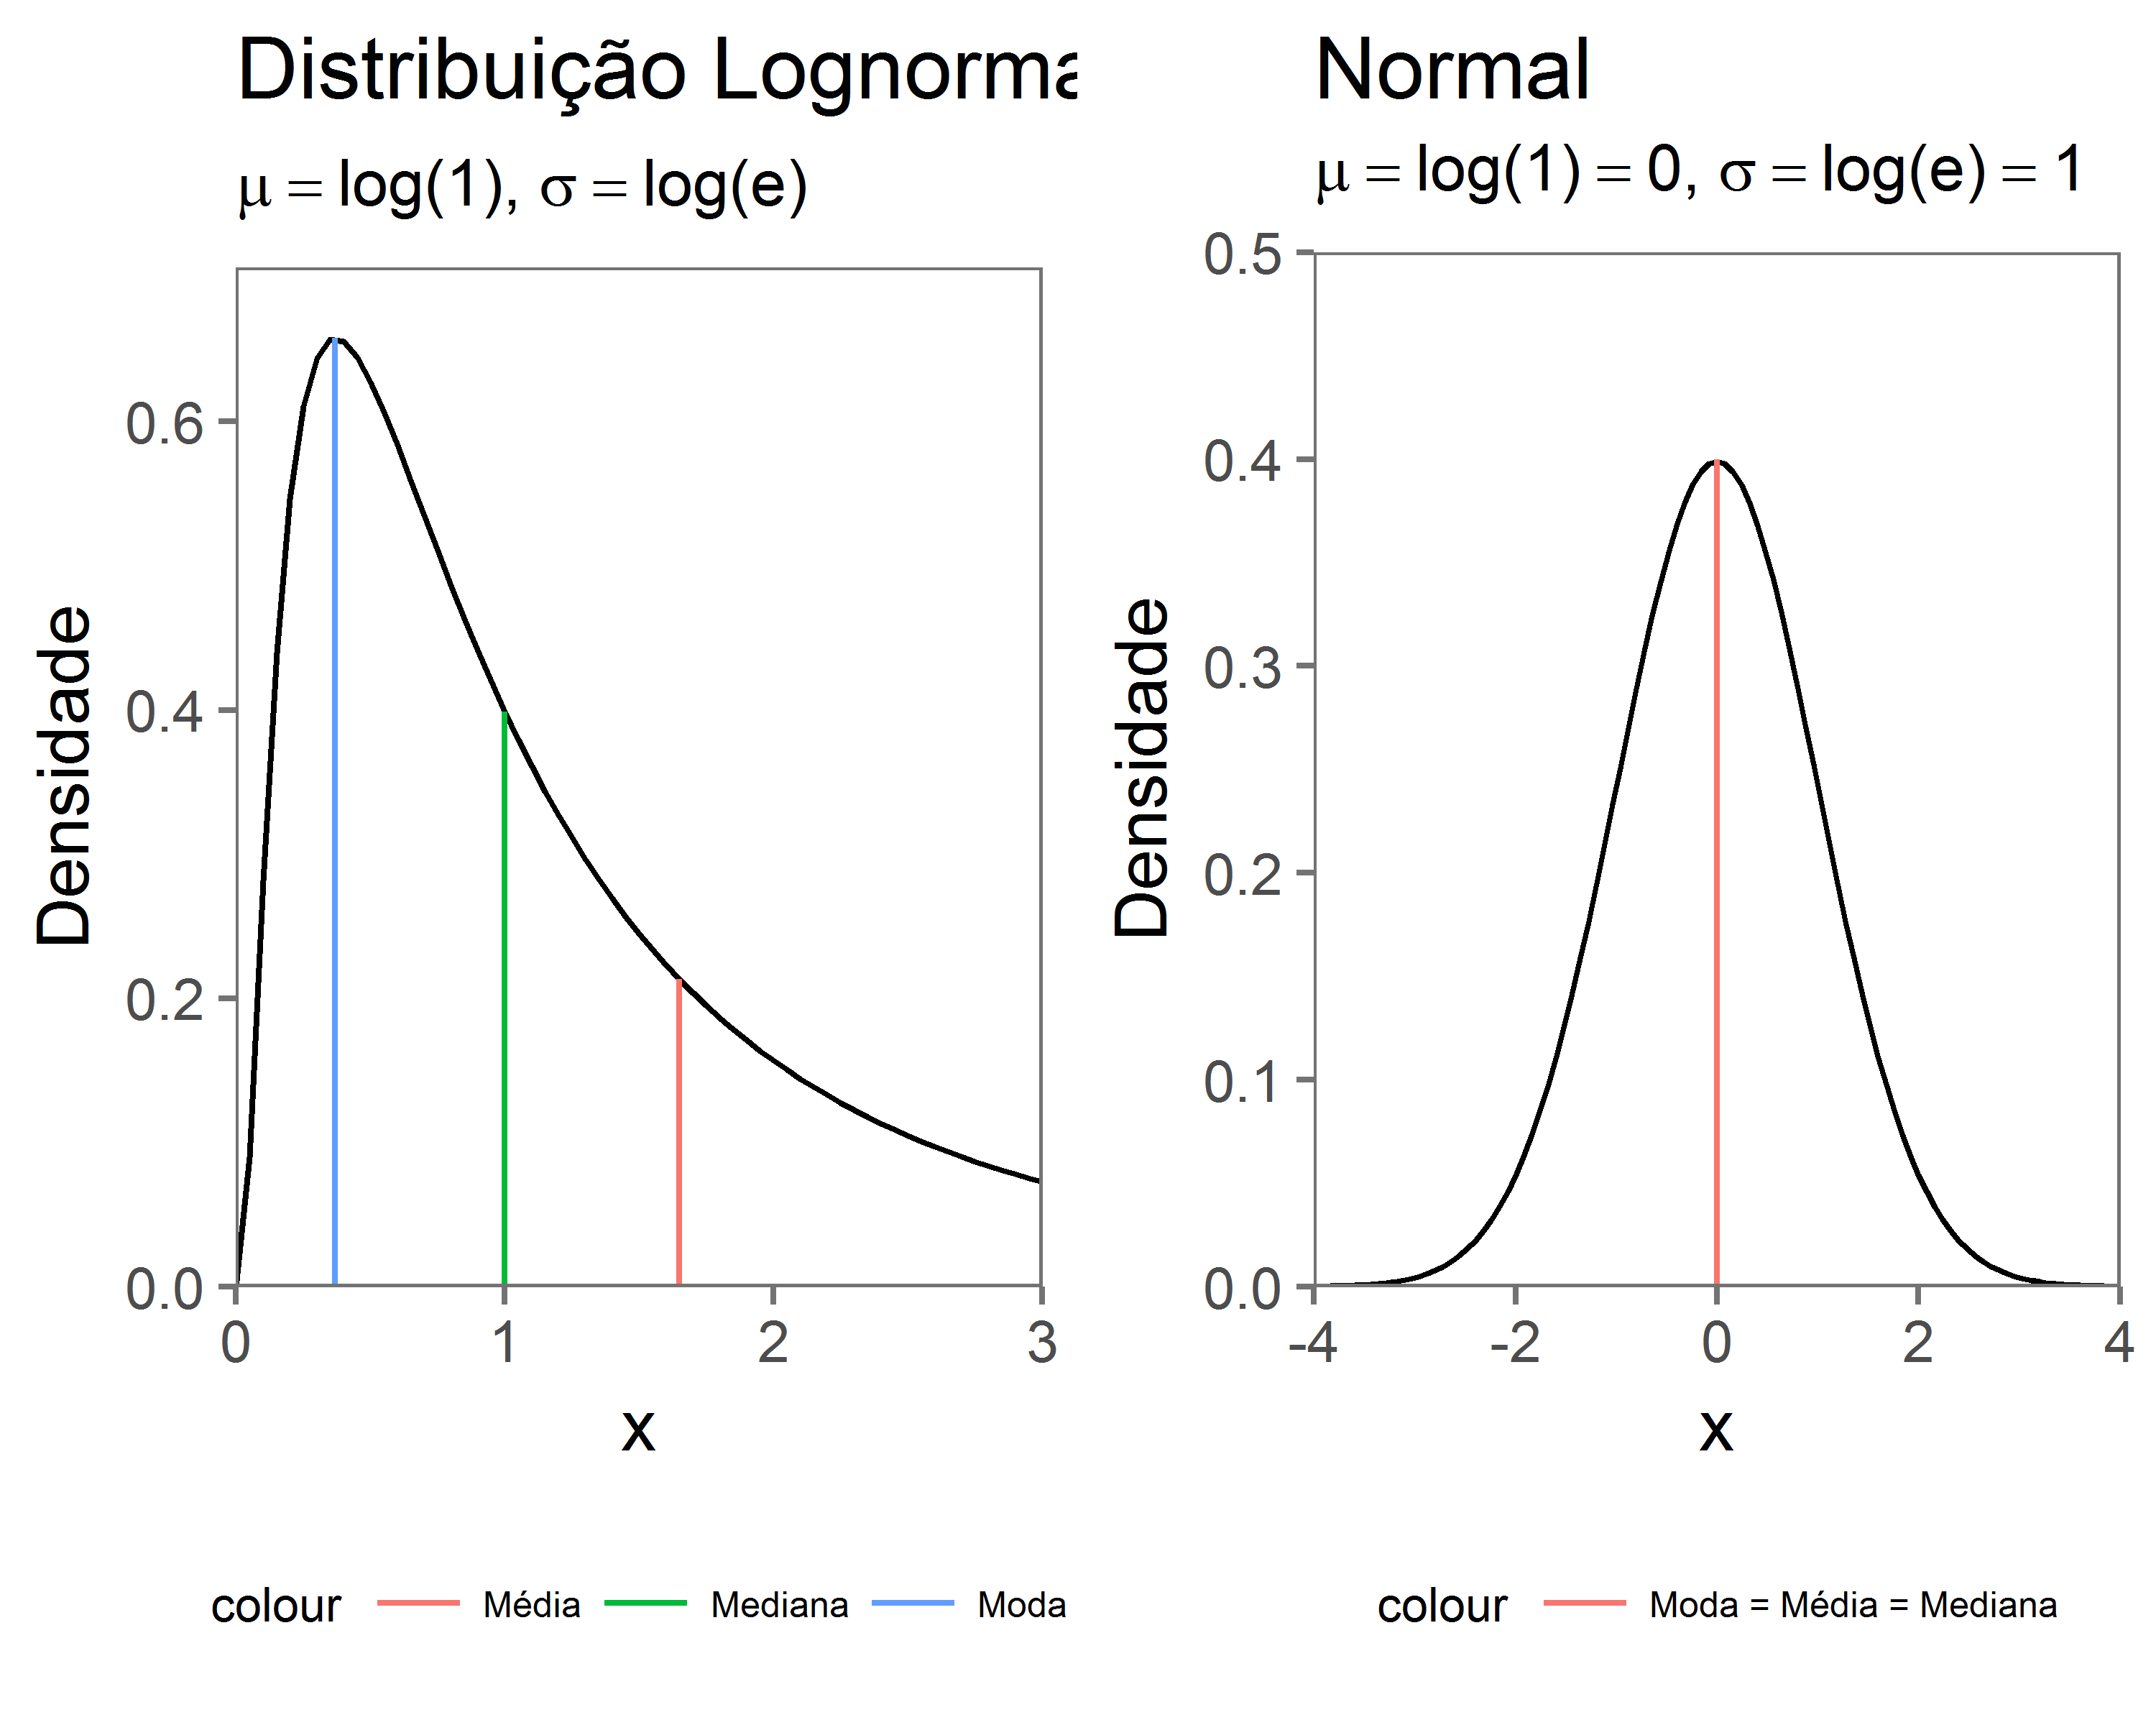 Distribuição Lognorma
μ = log(1), σ = log(e)
Densidade
0.6
0.4
0.2
0.0
0 1 2 3
x
colour Média Mediana Moda
Normal
μ = log(1) = 0, σ = log(e) = 1
Densidade
0.5
0.4
0.3
0.2
0.1
0.0
-4 -2 0 2 4
x
colour Moda = Média = Mediana